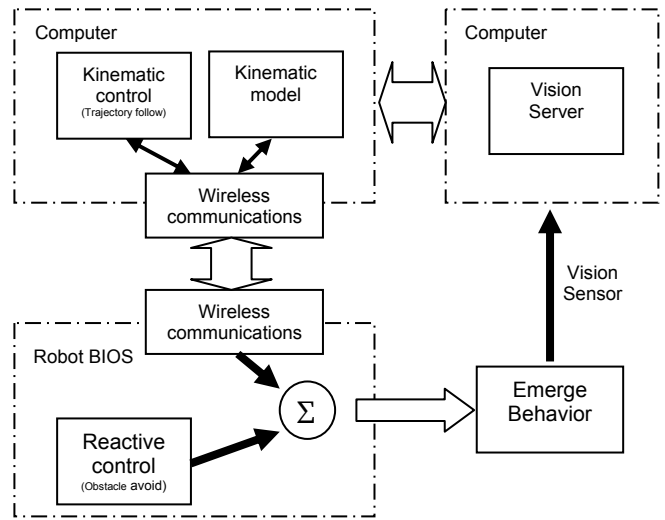 Computer
Kinematic
control
(Trajectory follow)
Kinematic
model
Wireless
communications
Computer
Vision
Server
Vision
Sensor
Wireless
communications
Robot BIOS
Σ
Reactive
control
(Obstacle avoid)
Emerge
Behavior